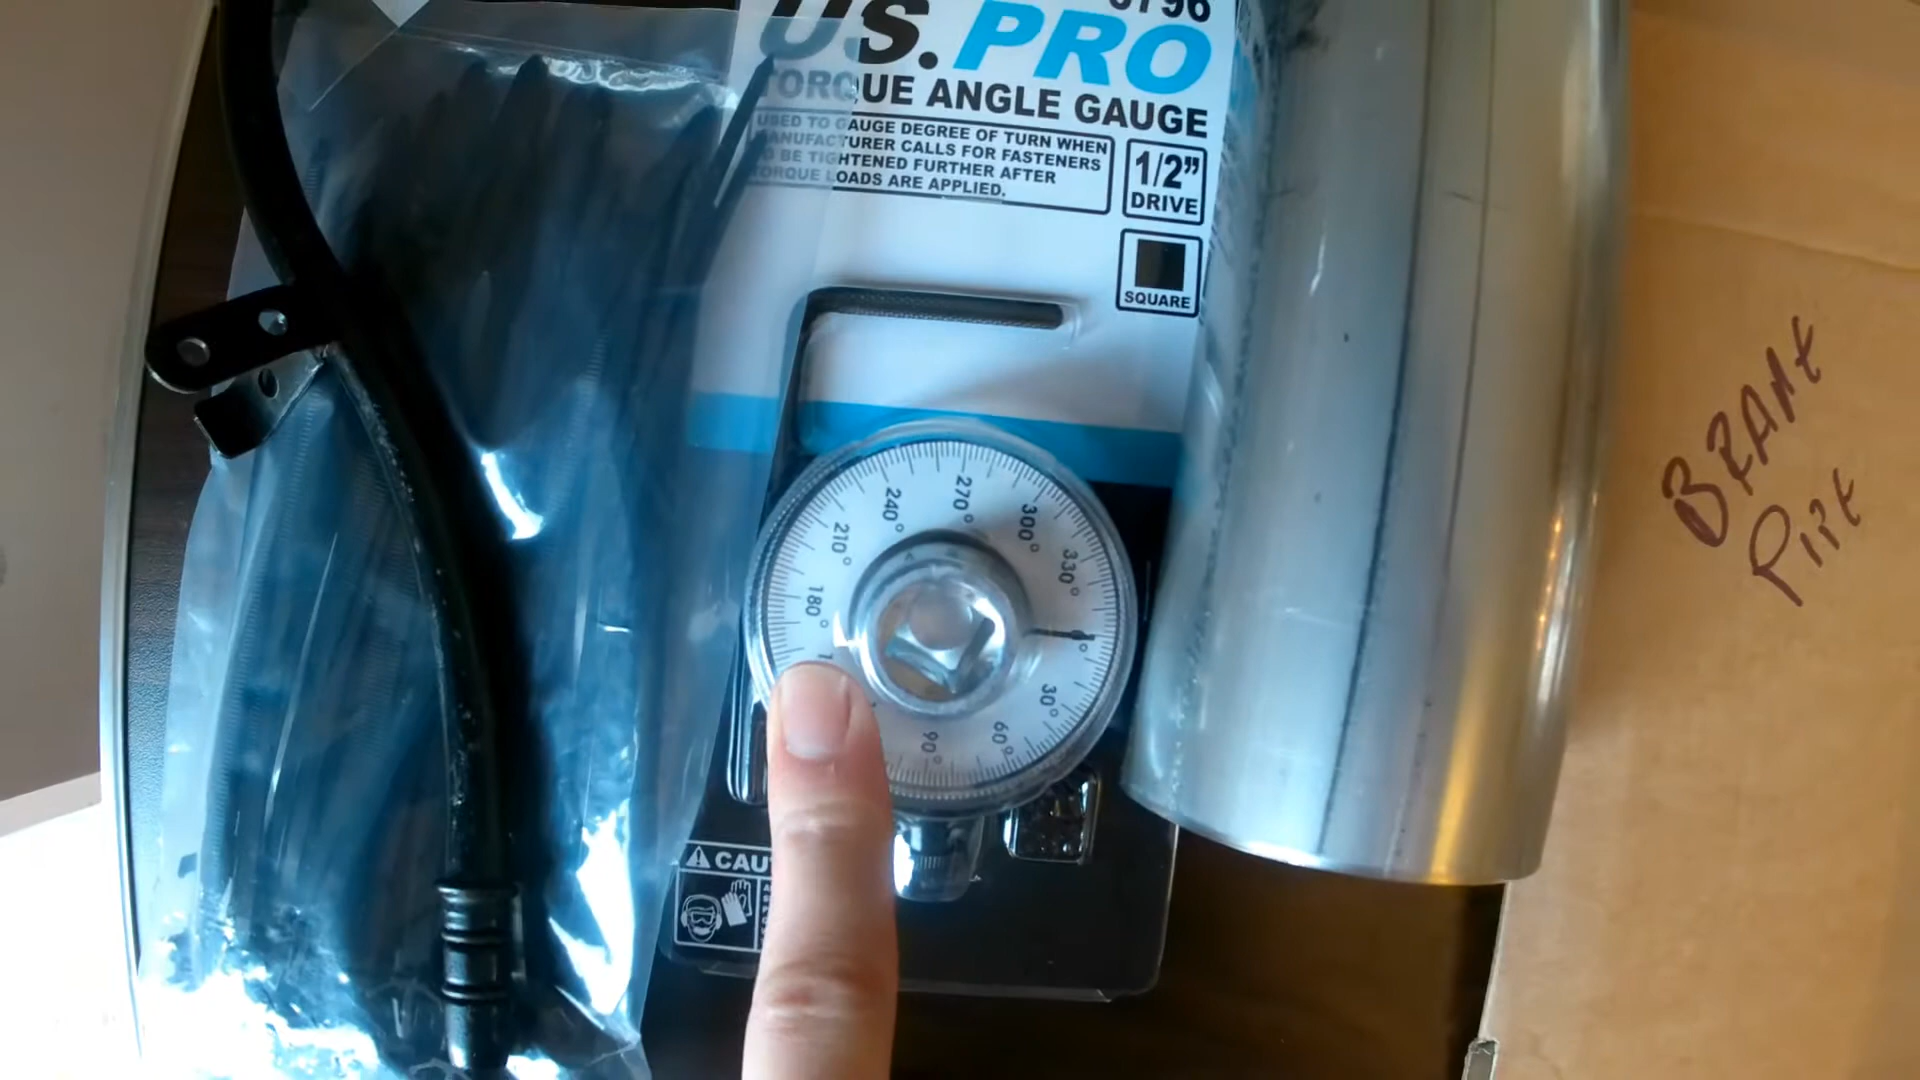 US.PRO
TORQUE ANGLE GAUGE
USED TO GAUGE DEGREE OF TURN WHEN
MANUFACTURER CALLS FOR FASTENERS
TO BE TIGHTENED FURTHER AFTER
TORQUE LOADS ARE APPLIED.
1/2"
DRIVE
SQUARE
180°
210°
240°
270°
300°
330°
0°
30°
60°
90°
CAU
BRAKE
PIPE